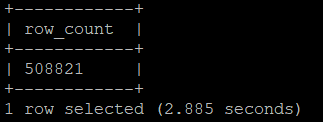 +------------+
| row_count  |
+------------+
| 508821     |
+------------+
1 row selected (2.885 seconds)